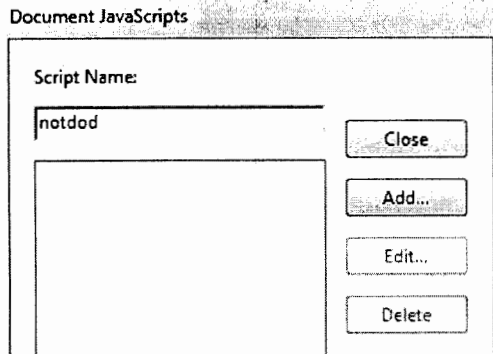 Document JavaScripts
Script Name:
notdod
Close
Add...
Edit...
Delete